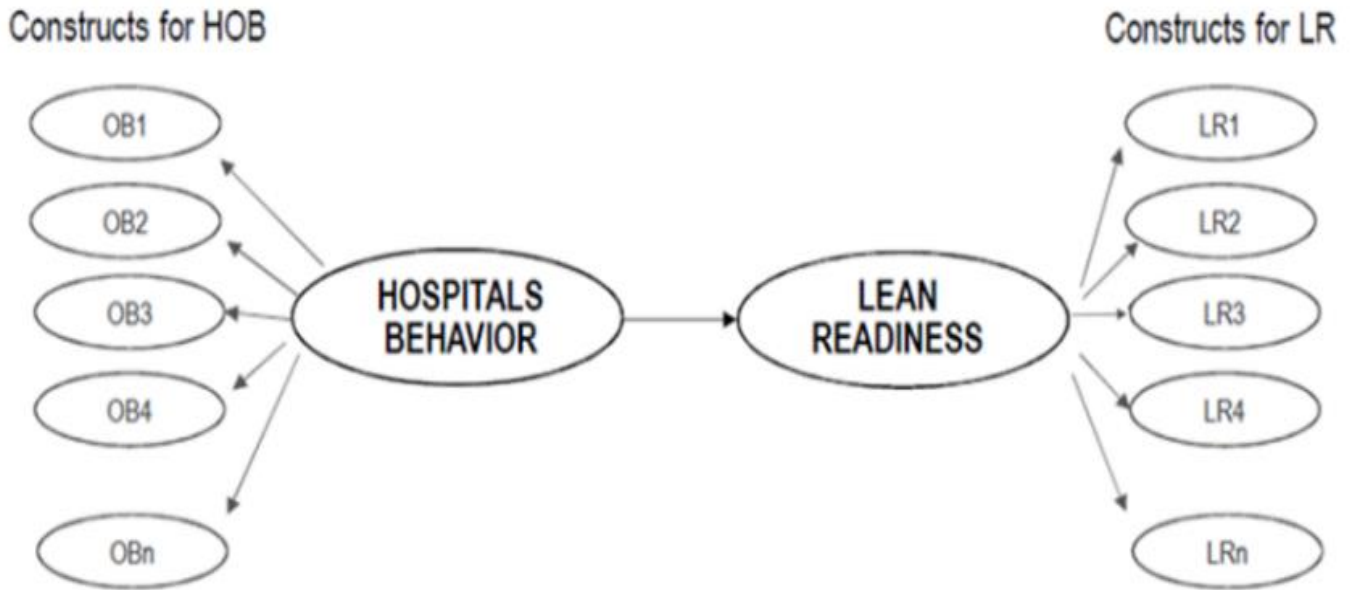 Constructs for HOB
Constructs for LR
OB1
OB2
OB3
OB4
OBn
HOSPITALS
BEHAVIOR
LEAN
READINESS
LR1
LR2
LR3
LR4
LRn